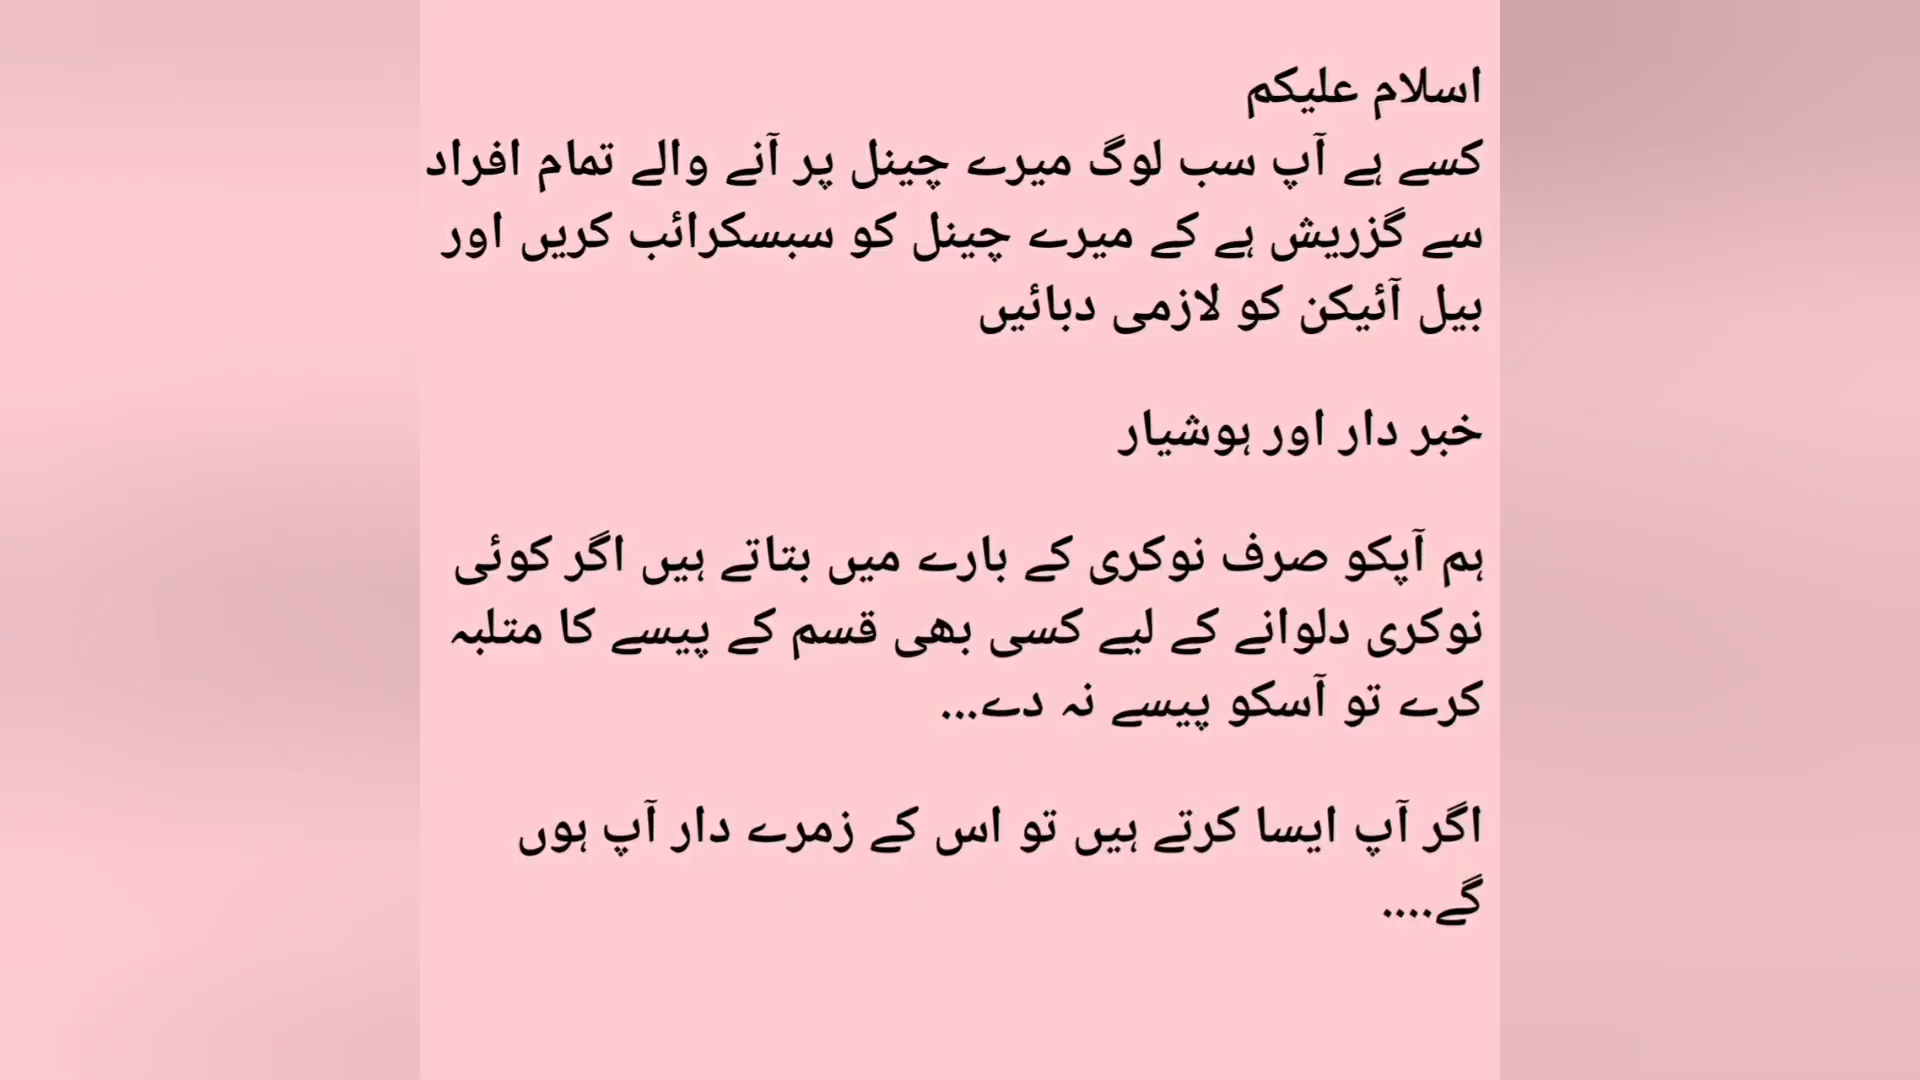 اسلام علیکم
کسے ہے آپ سب لوگ میرے چینل پر آنے والے تمام افراد
سے گزریش ہے کے میرے چینل کو سبسکرائب کریں اور
بیل آئیکن کو لازمی دبائیں
خبر دار اور ہوشیار
ہم آپکو صرف نوکری کے بارے میں بتاتے ہیں اگر کوئی
نوکری دلوانے کے لیے کسی بھی قسم کے پیسے کا متلبہ
کرے تو آسکو پیسے نہ دے...
اگر آپ ایسا کرتے ہیں تو اس کے زمرے دار آپ ہوں
گے....